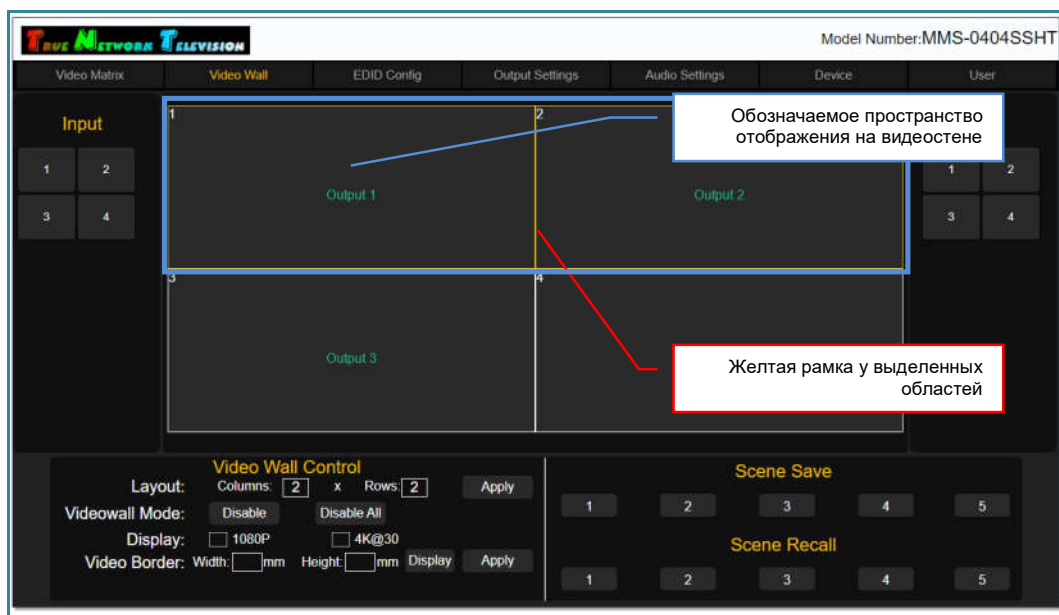 TRUE NETWORK TELEVISION
Model Number:MMS-0404SSHT
Video Matrix Video Wall EDID Config Output Settings Audio Settings Device User
Input
1 2
3 4
1 2
Output 1 Output 2
3 4
Output 3
Обозначаемое пространство
отображения на видеостене
Желтая рамка у выделенных
областей
1 2
3 4
Video Wall Control
Layout: Columns: 2 x Rows: 2 Apply
Videowall Mode: Disable Disable All
Display: 1080P 4K@30
Video Border: Width: mm Height: mm Display Apply
Scene Save
1 2 3 4 5
Scene Recall
1 2 3 4 5